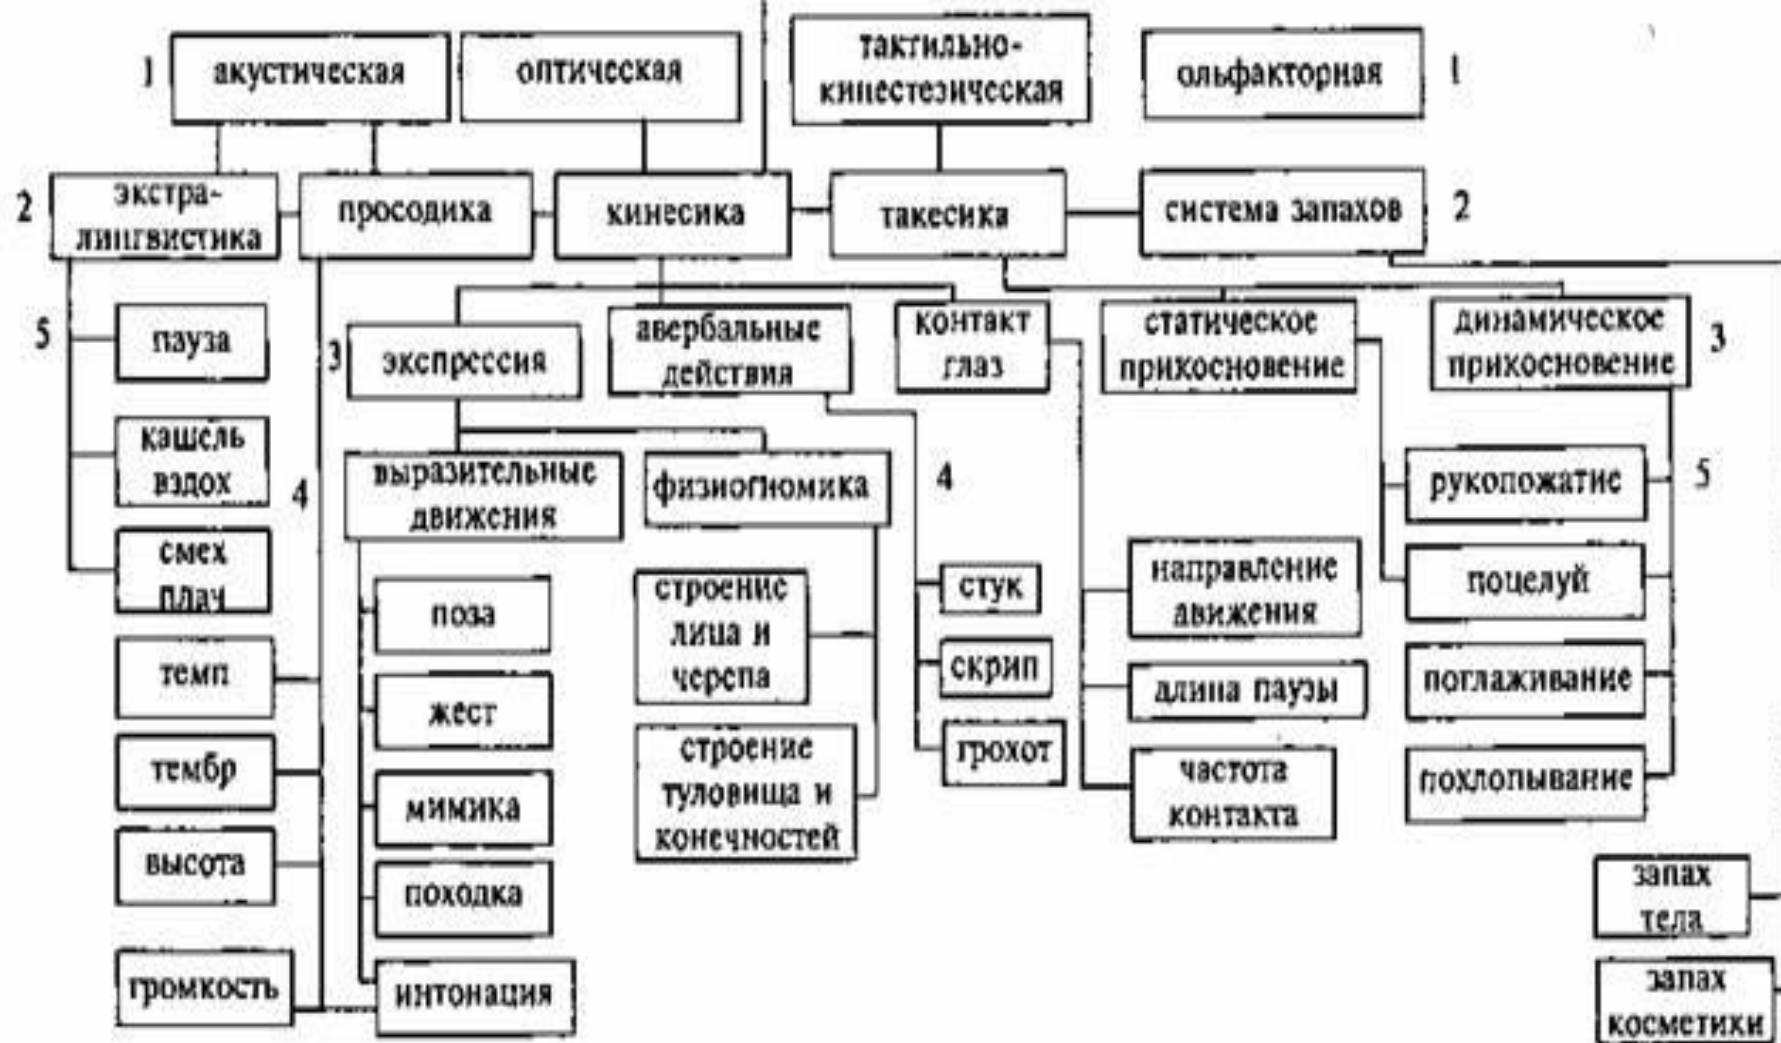 1
акустическая
оптическая
тактильно-
кинестезическая
ольфакторная
1
2
экстра-
лингвистика
просодика
кинесика
такесика
система запахов
2
5
пауза
кашель
вздох
смех
плач
темп
тембр
высота
громкость
4
3
экспрессия
авербальные
действия
контакт
глаз
статическое
прикосновение
динамическое
прикосновение
3
выразительные
движения
физиогномика
4
поза
жест
мимика
походка
интонация
строение
лица и
черепа
строение
туловища и
конечностей
стук
скрип
грохот
направление
движения
длина паузы
частота
контакта
рукопожатие
5
поцелуй
поглаживание
похлопывание
запах
тела
запах
косметики